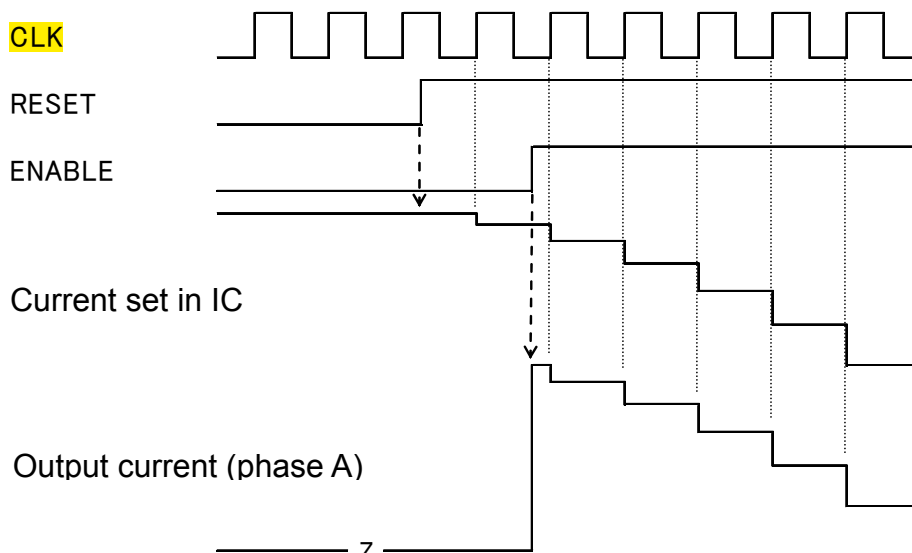 CLK
RESET
ENABLE
Current set in IC
Output current (phase A)
Z